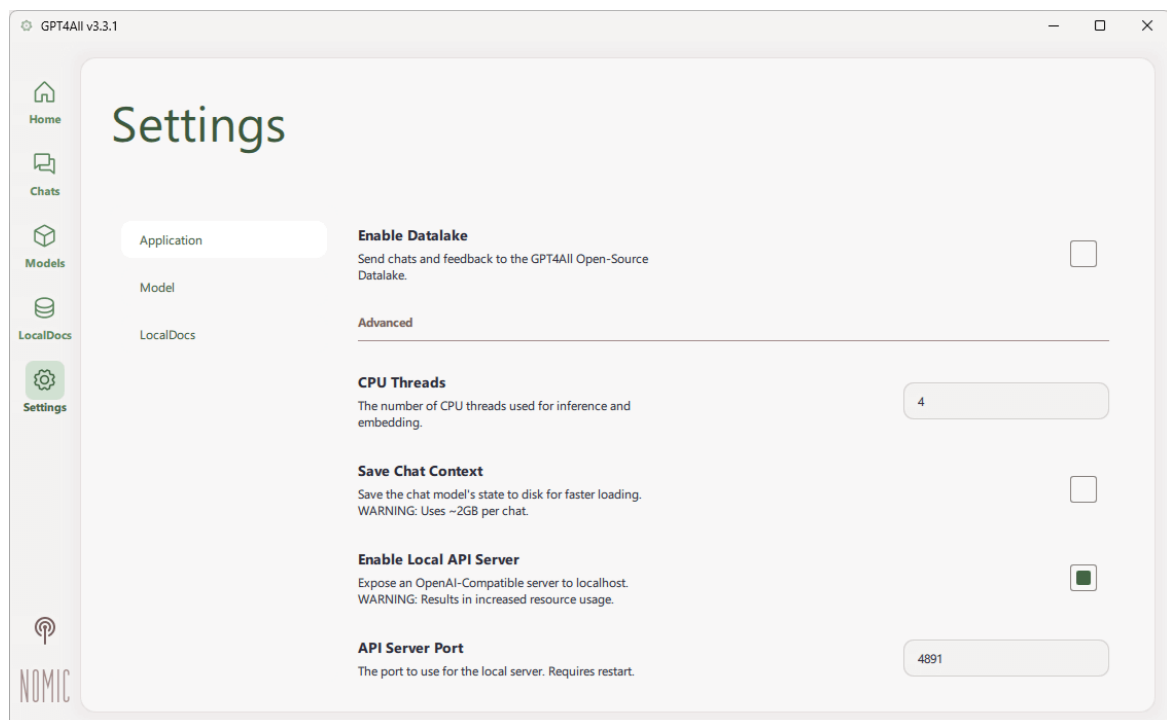 GPT4All v3.3.1
Home
Chats
Models
LocalDocs
Settings
NOMIC
Settings
Application
Model
LocalDocs
Enable Datalake
Send chats and feedback to the GPT4All Open-Source
Datalake.
Advanced
CPU Threads
The number of CPU threads used for inference and
embedding.
4
Save Chat Context
Save the chat model's state to disk for faster loading.
WARNING: Uses ~2GB per chat.
Enable Local API Server
Expose an OpenAI-Compatible server to localhost.
WARNING: Results in increased resource usage.
API Server Port
The port to use for the local server. Requires restart.
4891